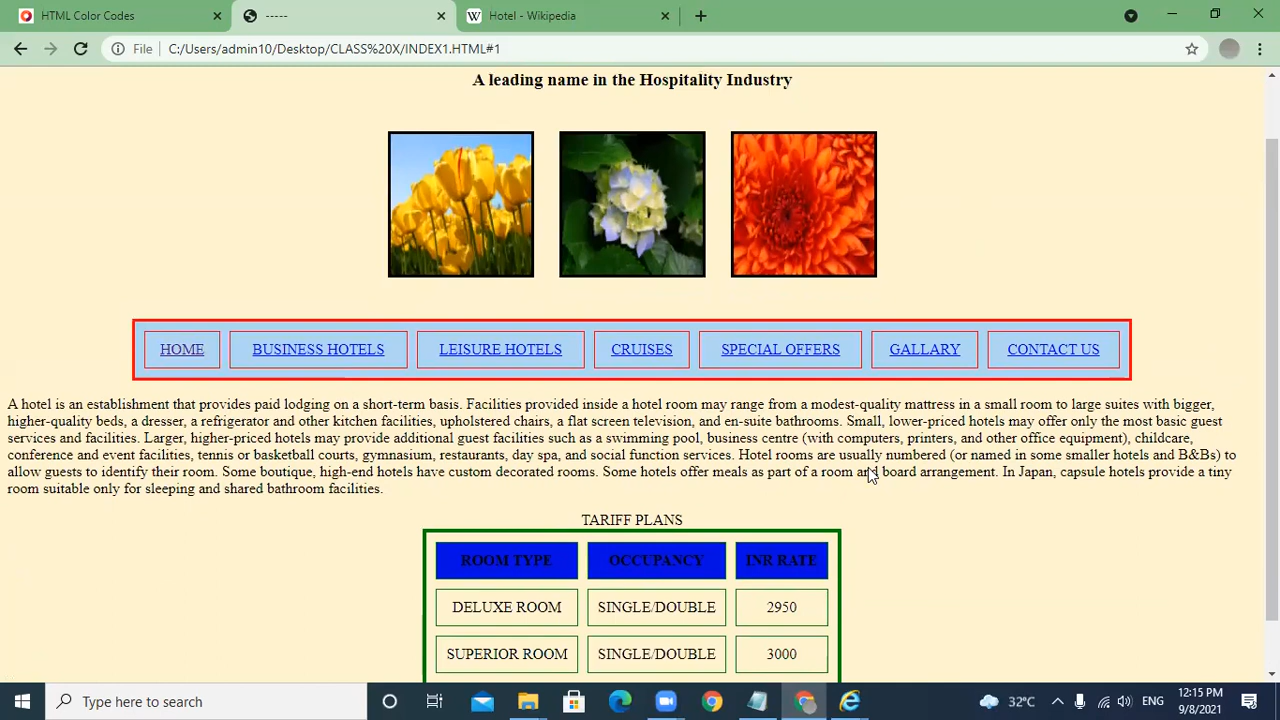 HTML Color Codes
-----
Hotel - Wikipedia
File
C:/Users/admin10/Desktop/CLASS%20X/INDEX1.HTML#1
A leading name in the Hospitality Industry
HOME
BUSINESS HOTELS
LEISURE HOTELS
CRUISES
SPECIAL OFFERS
GALLARY
CONTACT US
A hotel is an establishment that provides paid lodging on a short-term basis. Facilities provided inside a hotel room may range from a modest-quality mattress in a small room to large suites with bigger,
higher-quality beds, a dresser, a refrigerator and other kitchen facilities, upholstered chairs, a flat screen television, and en-suite bathrooms. Small, lower-priced hotels may offer only the most basic guest
services and facilities. Larger, higher-priced hotels may provide additional guest facilities such as a swimming pool, business centre (with computers, printers, and other office equipment), childcare,
conference and event facilities, tennis or basketball courts, gymnasium, restaurants, day spa, and social function services. Hotel rooms are usually numbered (or named in some smaller hotels and B&Bs) to
allow guests to identify their room. Some boutique, high-end hotels have custom decorated rooms. Some hotels offer meals as part of a room and board arrangement. In Japan, capsule hotels provide a tiny
room suitable only for sleeping and shared bathroom facilities.
TARIFF PLANS
ROOM TYPE
OCCUPANCY
INR RATE
DELUXE ROOM
SINGLE/DOUBLE
2950
SUPERIOR ROOM
SINGLE/DOUBLE
3000
Type here to search
32°C
ENG
12:15 PM
9/8/2021